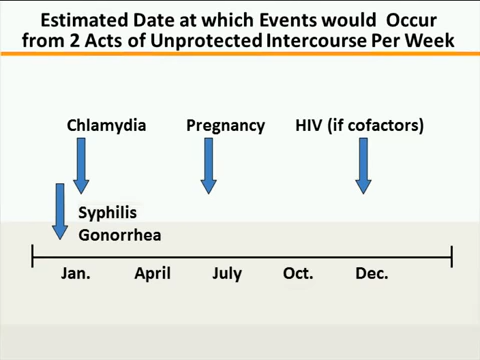 Estimated Date at which Events would Occur
from 2 Acts of Unprotected Intercourse Per Week
Chlamydia Pregnancy HIV (if cofactors)
Syphilis
Gonorrhea
Jan. April July Oct. Dec.